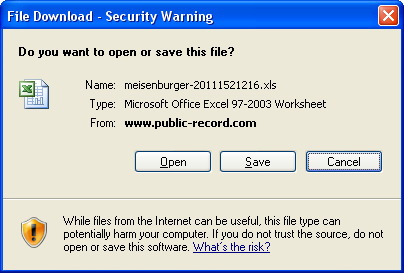 File Download - Security Warning
Do you want to open or save this file?
Name: meisenburger-20111521216.xls
Type: Microsoft Office Excel 97-2003 Worksheet
From: www.public-record.com
Open Save Cancel
While files from the Internet can be useful, this file type can
potentially harm your computer. If you do not trust the source, do not
open or save this software. What's the risk?